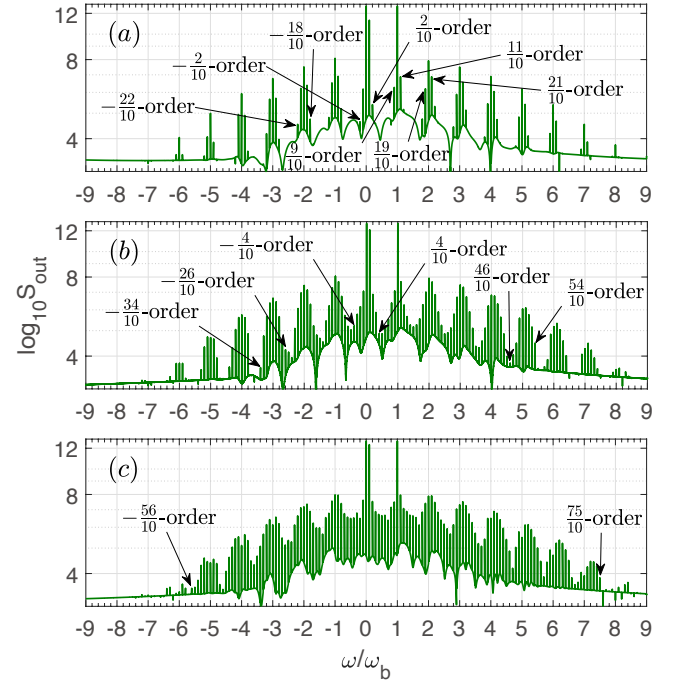 12
(a)
-18/10-order
2/10-order
-2/10-order
11/10-order
8
21/10-order
-22/10-order
4
9/10-order
19/10-order
-9 -8 -7 -6 -5 -4 -3 -2 -1 0 1 2 3 4 5 6 7 8 9
12
(b)
-4/10-order
4/10-order
-26/10-order
46/10-order
8
54/10-order
-34/10-order
4
-9 -8 -7 -6 -5 -4 -3 -2 -1 0 1 2 3 4 5 6 7 8 9
log₁₀S_out
12
(c)
8
-56/10-order
75/10-order
4
-9 -8 -7 -6 -5 -4 -3 -2 -1 0 1 2 3 4 5 6 7 8 9
ω/ω_b